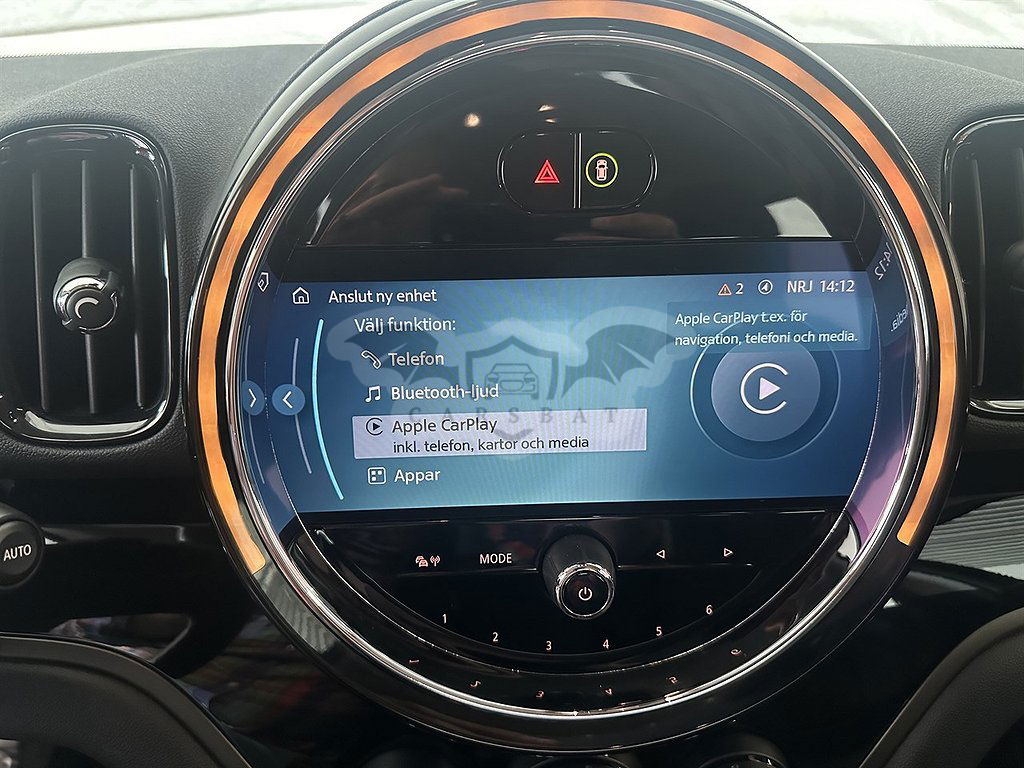 Anslut ny enhet
2 NRJ 14:12
Välj funktion:
Apple CarPlay t.ex. för
navigation, telefoni och media.
Telefon
Bluetooth-ljud
CARSBAT
Apple CarPlay
inkl. telefon, kartor och media
Appar
AUTO
MODE
1 2 3 4 5 6